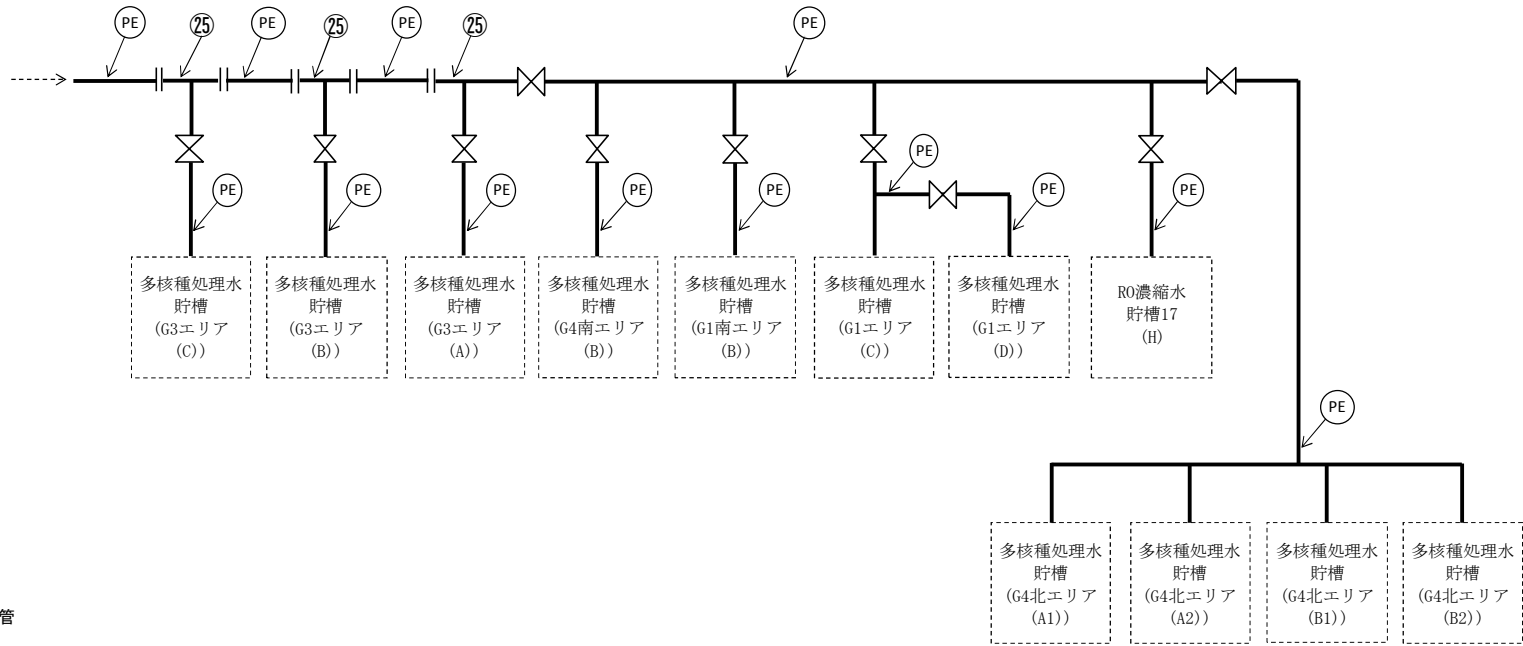 PE
㉕
PE
㉕
PE
㉕
PE
PE
PE
PE
PE
PE
PE
PE
PE
PE
多核種処理水
貯槽
(G3エリア
(C))
多核種処理水
貯槽
(G3エリア
(B))
多核種処理水
貯槽
(G3エリア
(A))
多核種処理水
貯槽
(G4南エリア
(B))
多核種処理水
貯槽
(G1南エリア
(B))
多核種処理水
貯槽
(G1エリア
(C))
多核種処理水
貯槽
(G1エリア
(D))
RO濃縮水
貯槽17
(H)
PE
多核種処理水
貯槽
(G4北エリア
(A1))
多核種処理水
貯槽
(G4北エリア
(A2))
多核種処理水
貯槽
(G4北エリア
(B1))
多核種処理水
貯槽
(G4北エリア
(B2))
管